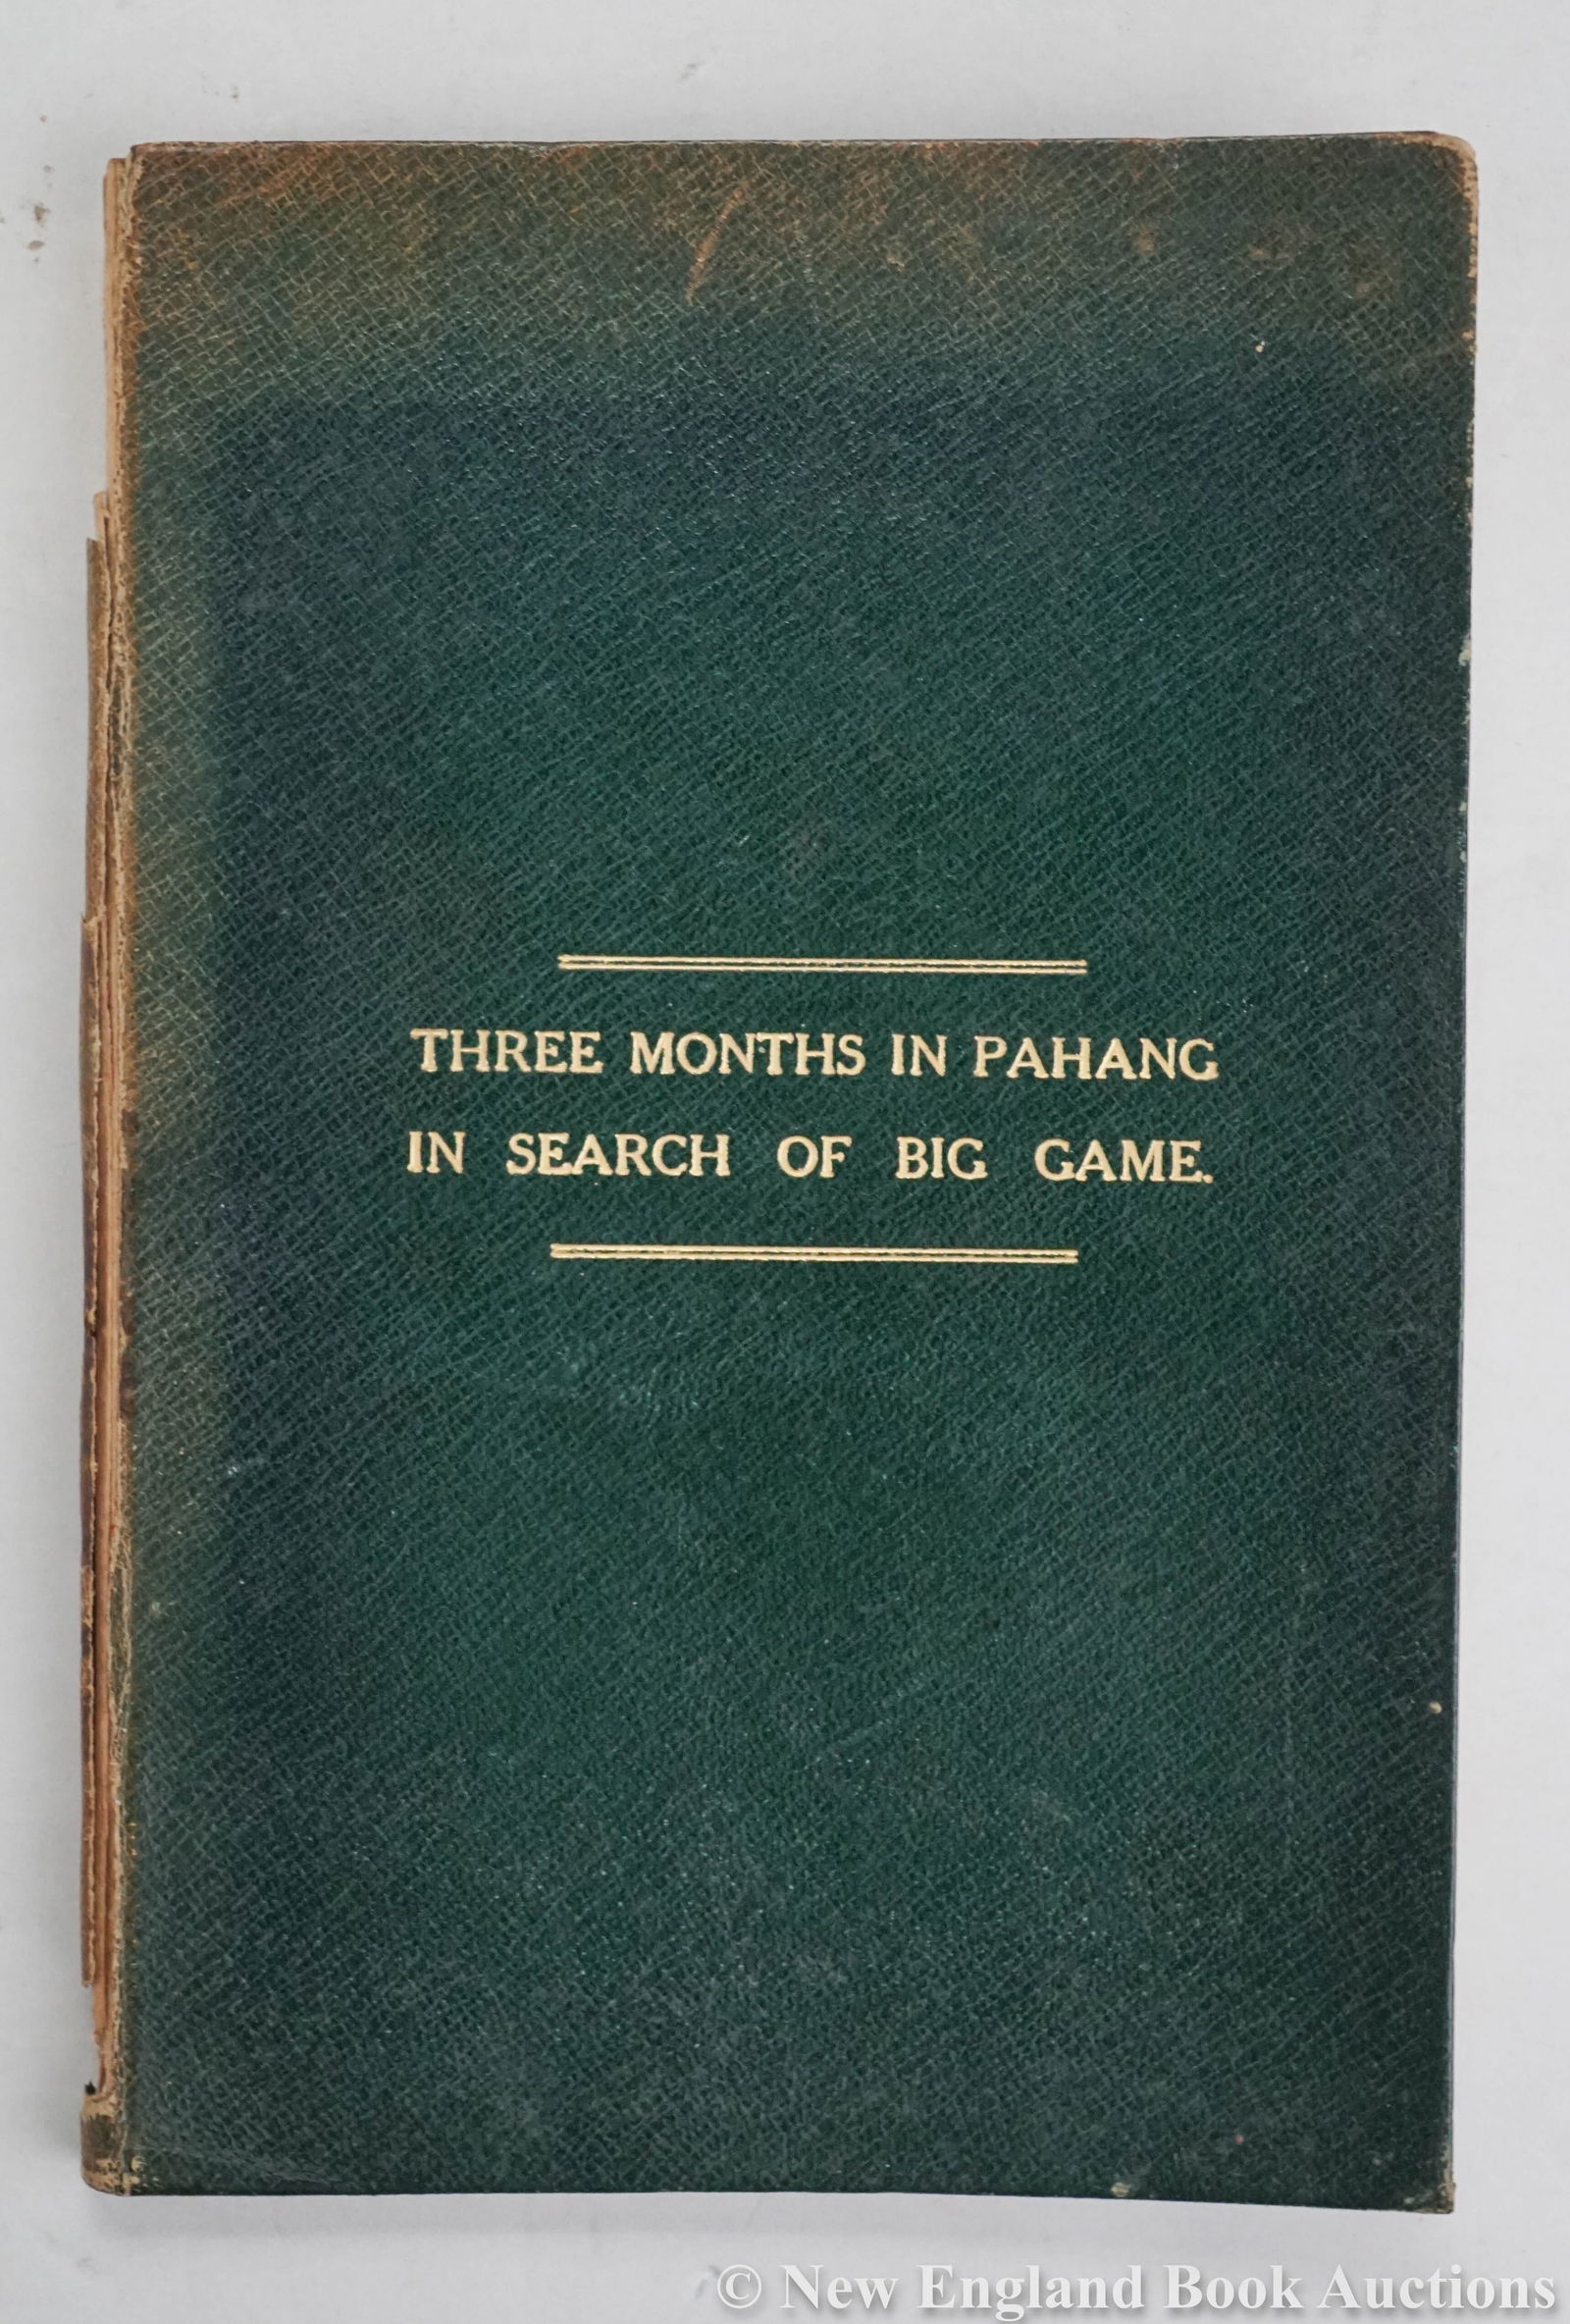 THREE MONTHS IN PAHANG
IN SEARCH OF BIG GAME.
© New England Book Auctions